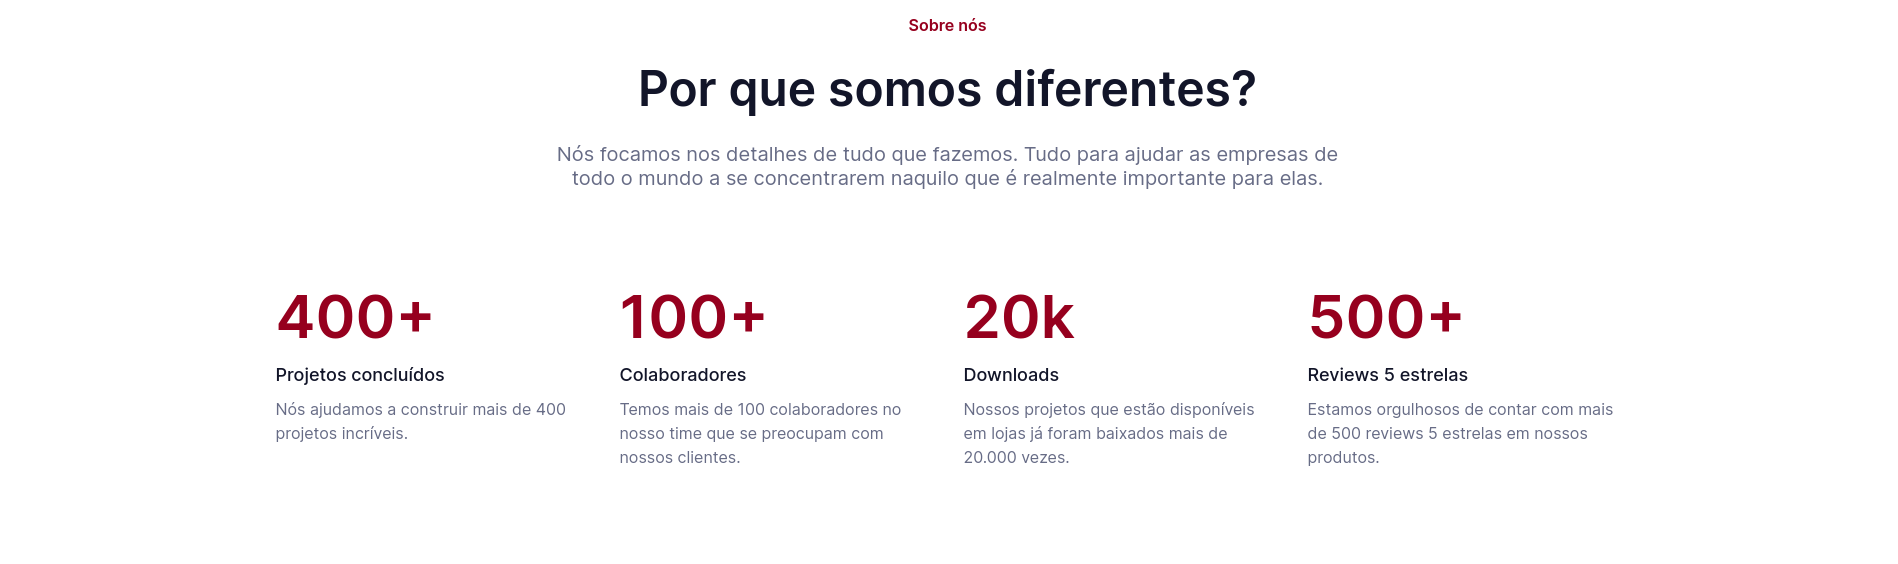 Sobre nós
Por que somos diferentes?
Nós focamos nos detalhes de tudo que fazemos. Tudo para ajudar as empresas de
todo o mundo a se concentrarem naquilo que é realmente importante para elas.
400+
Projetos concluídos
Nós ajudamos a construir mais de 400
projetos incríveis.
100+
Colaboradores
Temos mais de 100 colaboradores no
nosso time que se preocupam com
nossos clientes.
20k
Downloads
Nossos projetos que estão disponíveis
em lojas já foram baixados mais de
20.000 vezes.
500+
Reviews 5 estrelas
Estamos orgulhosos de contar com mais
de 500 reviews 5 estrelas em nossos
produtos.